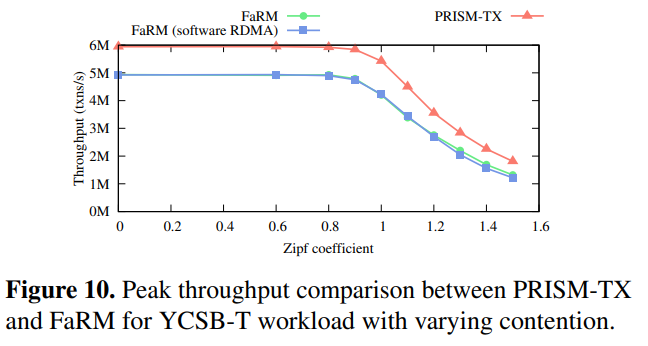 FaRM
FaRM (software RDMA)
PRISM-TX
6M
5M
4M
3M
2M
1M
0M
Throughput (txns/s)
0 0.2 0.4 0.6 0.8 1 1.2 1.4 1.6
Zipf coefficient
Figure 10. Peak throughput comparison between PRISM-TX
and FaRM for YCSB-T workload with varying contention.